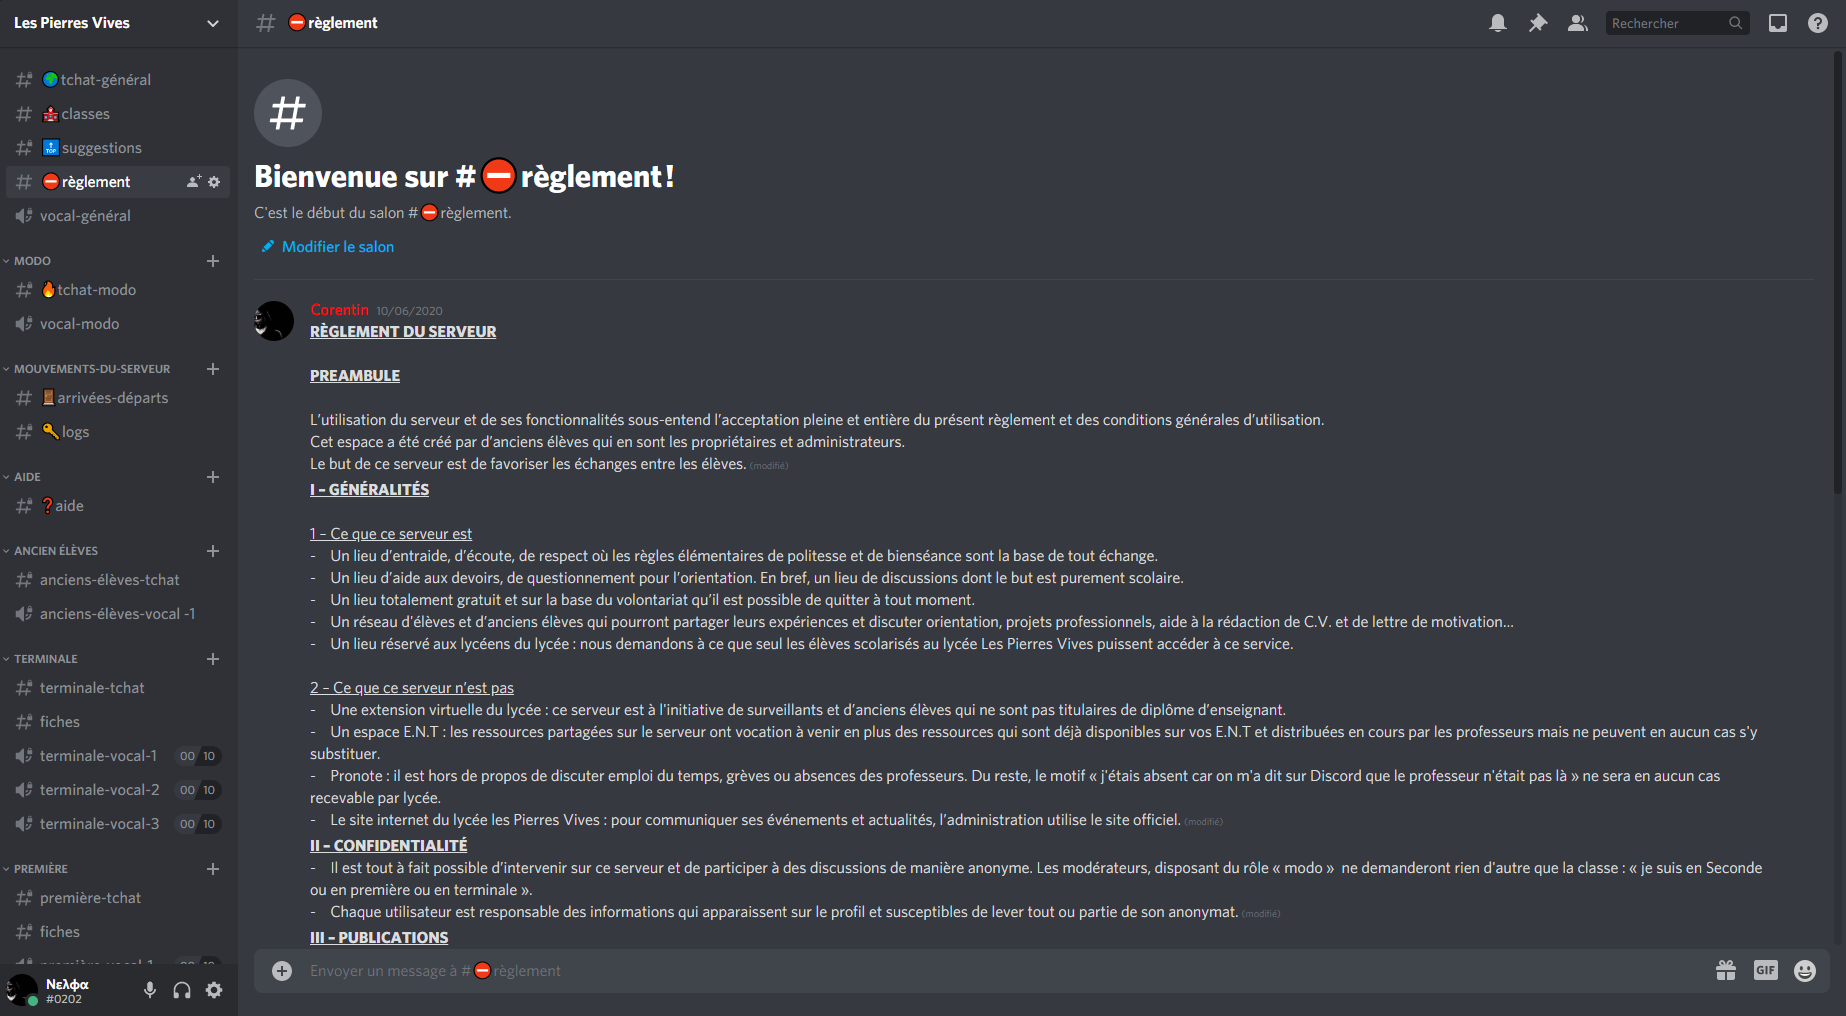 Les Pierres Vives
tchat-général
classes
suggestions
règlement
vocal-général
MODO
tchat-modo
vocal-modo
MOUVEMENTS-DU-SERVEUR
arrivées-départs
logs
AIDE
aide
ANCIEN ÉLÈVES
anciens-élèves-tchat
anciens-élèves-vocal -1
TERMINALE
terminale-tchat
fiches
terminale-vocal-1 00 10
terminale-vocal-2 00 10
terminale-vocal-3 00 10
PREMIÈRE
première-tchat
fiches
première-vocal-1 00 10
Νελφα
#0202
# règlement
Rechercher
#
Bienvenue sur # règlement !
C'est le début du salon # règlement.
Modifier le salon
Corentin 10/06/2020
RÈGLEMENT DU SERVEUR
PREAMBULE
L'utilisation du serveur et de ses fonctionnalités sous-entend l'acceptation pleine et entière du présent règlement et des conditions générales d'utilisation.
Cet espace a été créé par d'anciens élèves qui en sont les propriétaires et administrateurs.
Le but de ce serveur est de favoriser les échanges entre les élèves. (modifié)
I – GÉNÉRALITÉS
1 – Ce que ce serveur est
- Un lieu d'entraide, d'écoute, de respect où les règles élémentaires de politesse et de bienséance sont la base de tout échange.
- Un lieu d'aide aux devoirs, de questionnement pour l'orientation. En bref, un lieu de discussions dont le but est purement scolaire.
- Un lieu totalement gratuit et sur la base du volontariat qu'il est possible de quitter à tout moment.
- Un réseau d'élèves et d'anciens élèves qui pourront partager leurs expériences et discuter orientation, projets professionnels, aide à la rédaction de C.V. et de lettre de motivation...
- Un lieu réservé aux lycéens du lycée : nous demandons à ce que seul les élèves scolarisés au lycée Les Pierres Vives puissent accéder à ce service.
2 – Ce que ce serveur n'est pas
- Une extension virtuelle du lycée : ce serveur est à l'initiative de surveillants et d'anciens élèves qui ne sont pas titulaires de diplôme d'enseignant.
- Un espace E.N.T : les ressources partagées sur le serveur ont vocation à venir en plus des ressources qui sont déjà disponibles sur vos E.N.T et distribuées en cours par les professeurs mais ne peuvent en aucun cas s'y
substituer.
- Pronote : il est hors de propos de discuter emploi du temps, grèves ou absences des professeurs. Du reste, le motif « j'étais absent car on m'a dit sur Discord que le professeur n'était pas là » ne sera en aucun cas
recevable par lycée.
- Le site internet du lycée les Pierres Vives : pour communiquer ses événements et actualités, l'administration utilise le site officiel. (modifié)
II – CONFIDENTIALITÉ
- Il est tout à fait possible d'intervenir sur ce serveur et de participer à des discussions de manière anonyme. Les modérateurs, disposant du rôle « modo » ne demanderont rien d'autre que la classe : « je suis en Seconde
ou en première ou en terminale ».
- Chaque utilisateur est responsable des informations qui apparaissent sur le profil et susceptibles de lever tout ou partie de son anonymat. (modifié)
III – PUBLICATIONS
Envoyer un message à # règlement
GIF